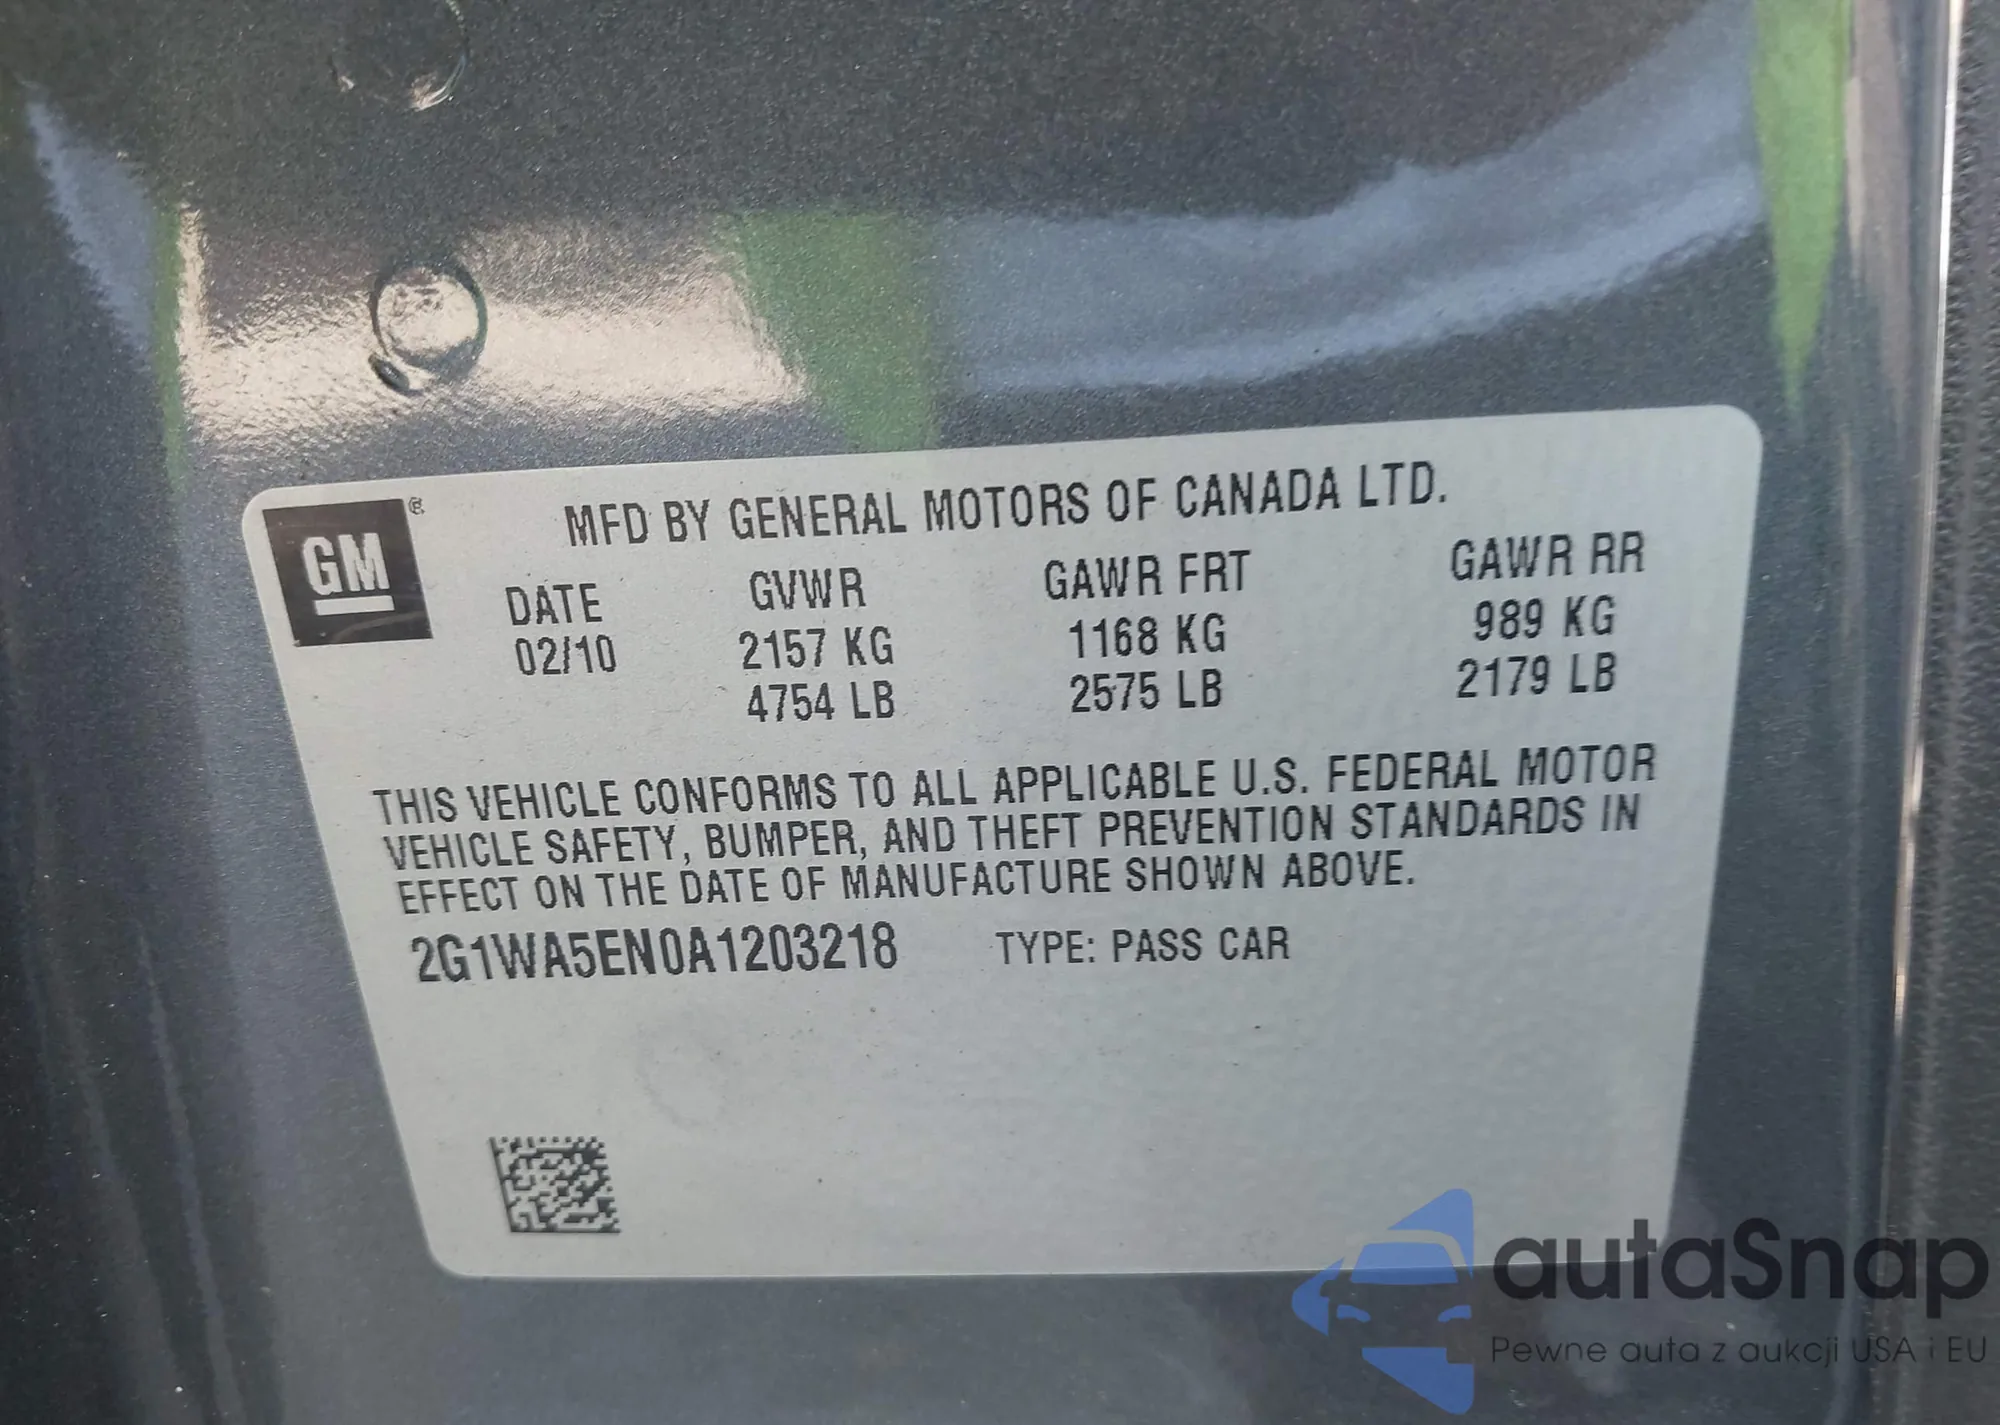 GM ®
MFD BY GENERAL MOTORS OF CANADA LTD.
DATE GVWR GAWR FRT GAWR RR
02/10 2157 KG 1168 KG 989 KG
4754 LB 2575 LB 2179 LB
THIS VEHICLE CONFORMS TO ALL APPLICABLE U.S. FEDERAL MOTOR
VEHICLE SAFETY, BUMPER, AND THEFT PREVENTION STANDARDS IN
EFFECT ON THE DATE OF MANUFACTURE SHOWN ABOVE.
2G1WA5EN0A1203218 TYPE: PASS CAR
autaSnap
Pewne auta z aukcji USA i EU